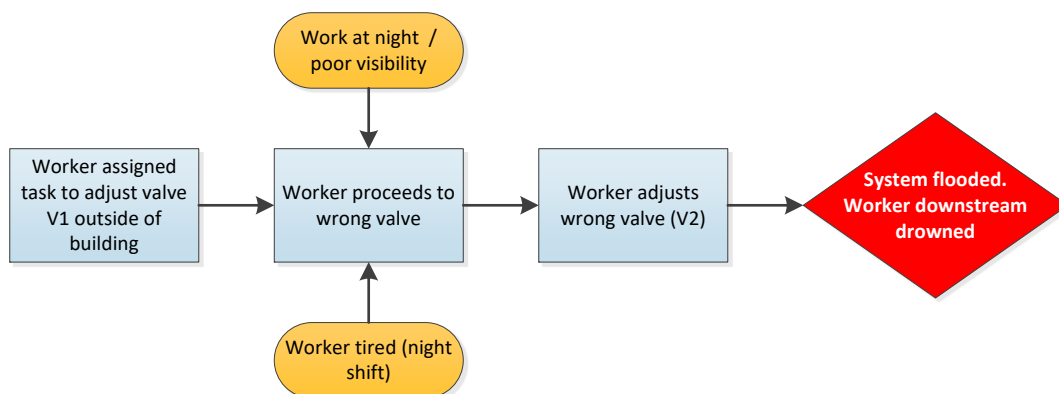 Work at night /
poor visibility
Worker assigned
task to adjust valve
V1 outside of
building
Worker proceeds to
wrong valve
Worker adjusts
wrong valve (V2)
System flooded.
Worker downstream
drowned
Worker tired (night
shift)